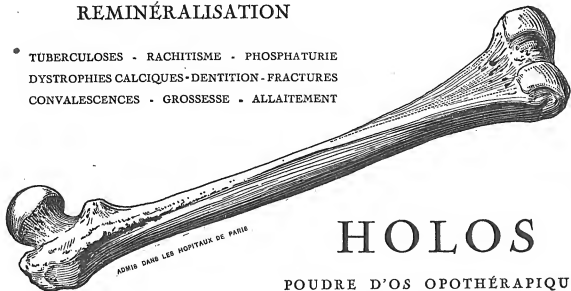 REMINÉRALISATION
TUBERCULOSES - RACHITISME - PHOSPHATURIE
DYSTROPHIES CALCIQUES - DENTITION - FRACTURES
CONVALESCENCES - GROSSESSE - ALLAITEMENT
ADMIS DANS LES HOPITAUX DE PARIS
HOLOS
POUDRE D'OS OPOTHÉRAPIQU